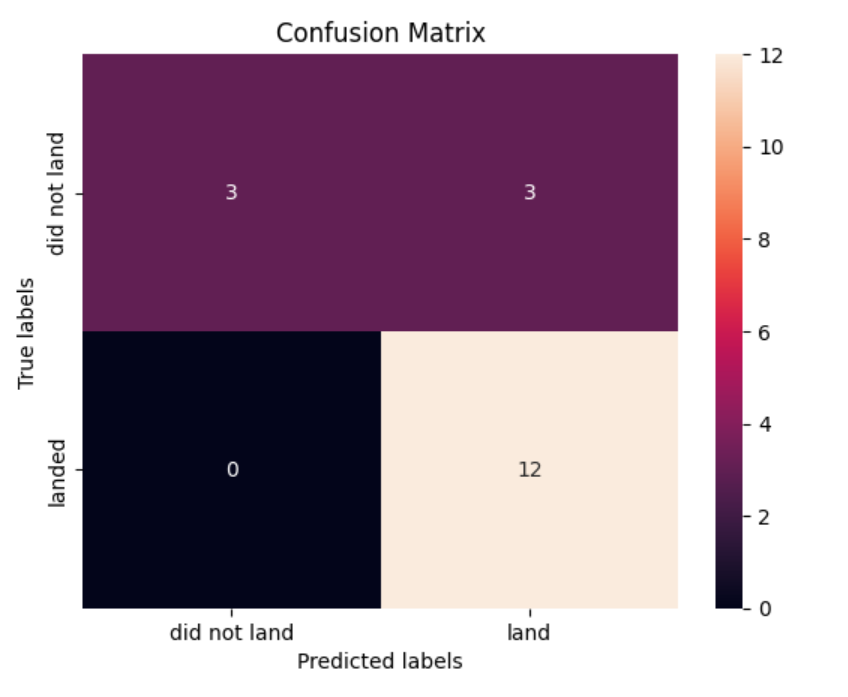 Confusion Matrix
True labels
did not land
landed
3
3
0
12
did not land
land
Predicted labels
12
10
8
6
4
2
0